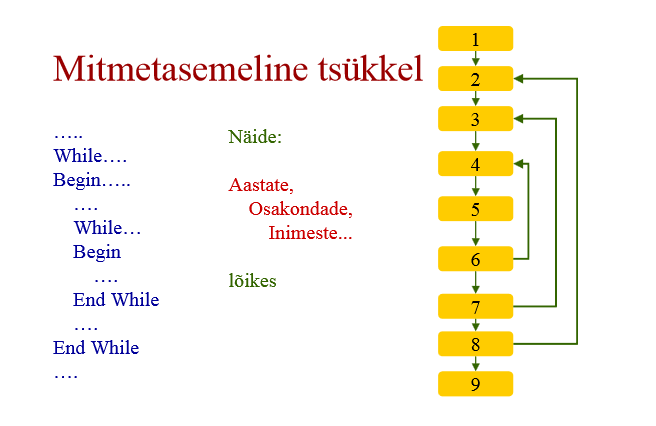 Mitmetasemeline tsükkel
…..
While….
Begin…..
….
While…
Begin
….
End While
….
End While
….
Näide:
Aastate,
Osakondade,
Inimeste...
lõikes
1
2
3
4
5
6
7
8
9